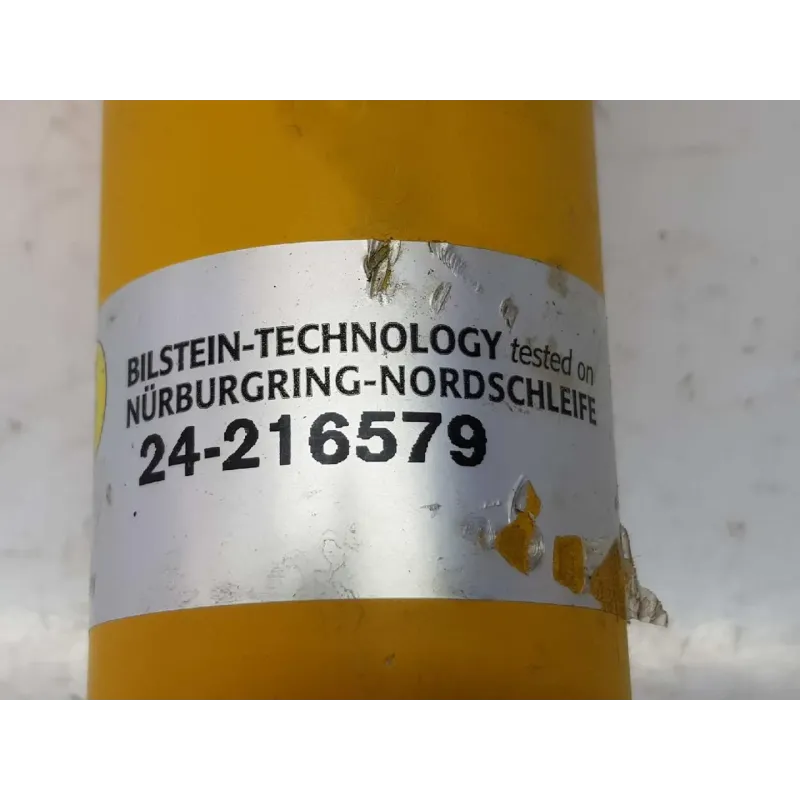 BILSTEIN-TECHNOLOGY tested on
NÜRBURGRING-NORDSCHLEIFE
24-216579